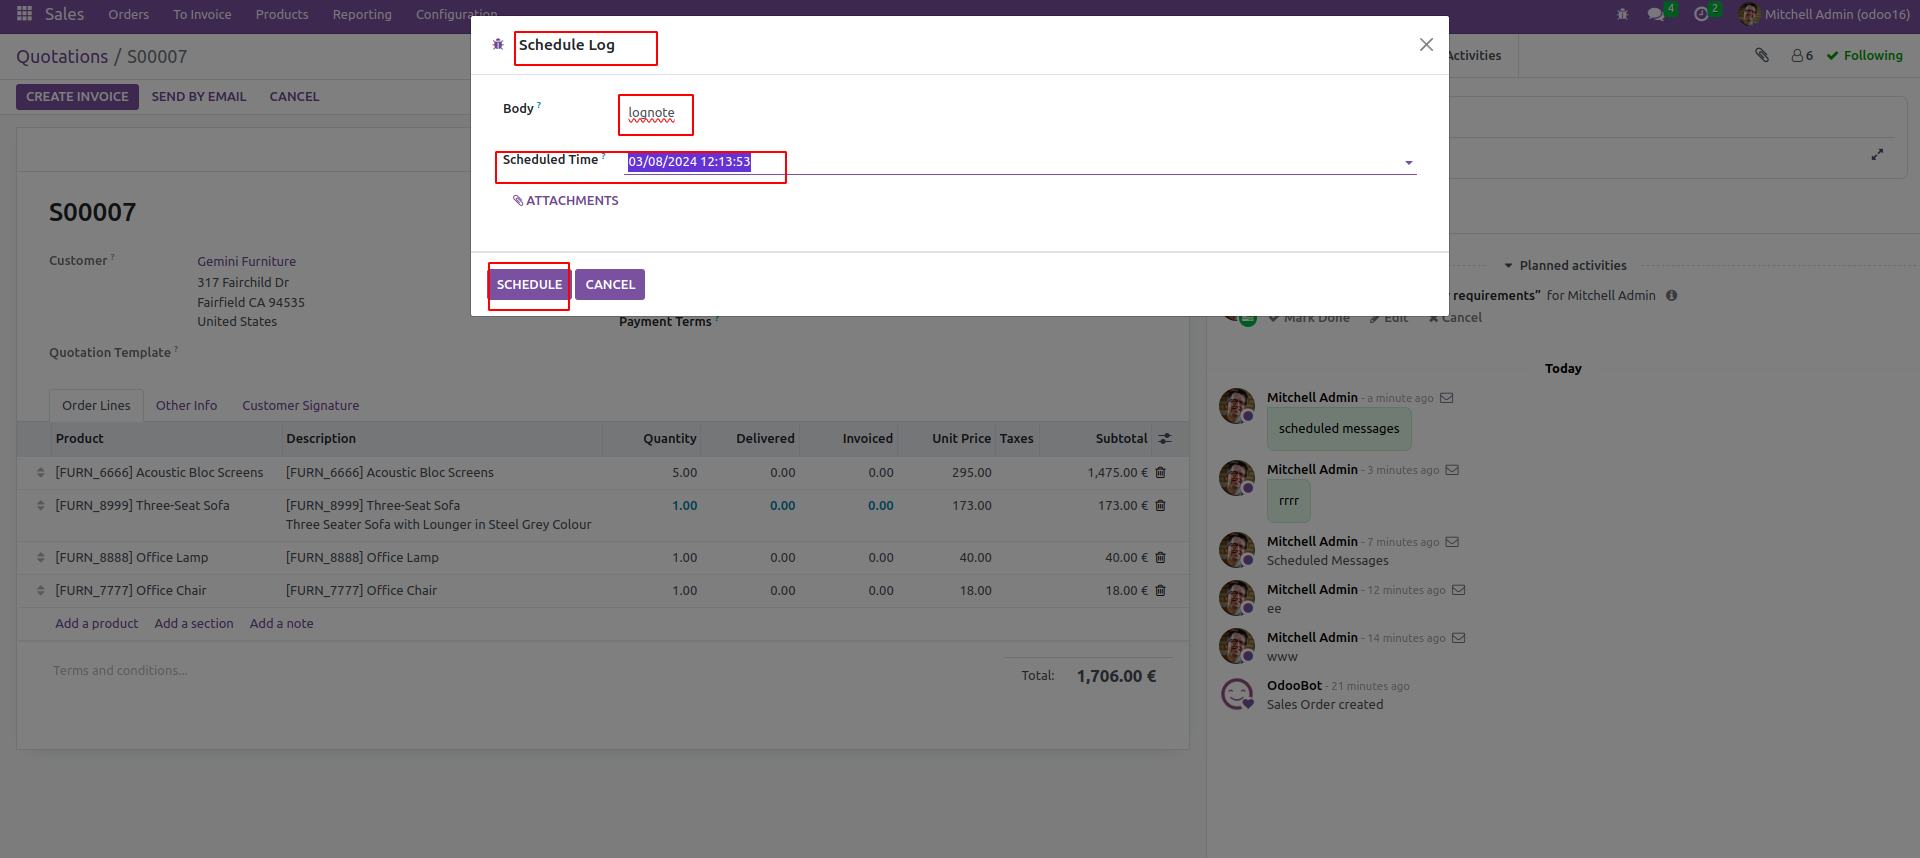 Sales Orders To Invoice Products Reporting Configuration 4 2 Mitchell Admin (odoo16)
Quotations / S00007
Activities 6 Following
CREATE INVOICE SEND BY EMAIL CANCEL
Schedule Log
Body ?
lognote
Scheduled Time ? 03/08/2024 12:13:53
ATTACHMENTS
SCHEDULE CANCEL
S00007
Customer ? Gemini Furniture
317 Fairchild Dr
Fairfield CA 94535
United States
Payment Terms ?
Quotation Template ?
Order Lines Other Info Customer Signature
Product Description Quantity Delivered Invoiced Unit Price Taxes Subtotal
[FURN_6666] Acoustic Bloc Screens [FURN_6666] Acoustic Bloc Screens 5.00 0.00 0.00 295.00 1,475.00 €
[FURN_8999] Three-Seat Sofa [FURN_8999] Three-Seat Sofa 1.00 0.00 0.00 173.00 173.00 €
Three Seater Sofa with Lounger in Steel Grey Colour
[FURN_8888] Office Lamp [FURN_8888] Office Lamp 1.00 0.00 0.00 40.00 40.00 €
[FURN_7777] Office Chair [FURN_7777] Office Chair 1.00 0.00 0.00 18.00 18.00 €
Add a product Add a section Add a note
Terms and conditions...
Total: 1,706.00 €
Planned activities
requirements” for Mitchell Admin
Mark Done Edit Cancel
Today
Mitchell Admin - a minute ago
scheduled messages
Mitchell Admin - 3 minutes ago
rrrr
Mitchell Admin - 7 minutes ago
Scheduled Messages
Mitchell Admin - 12 minutes ago
ee
Mitchell Admin - 14 minutes ago
www
OdooBot - 21 minutes ago
Sales Order created